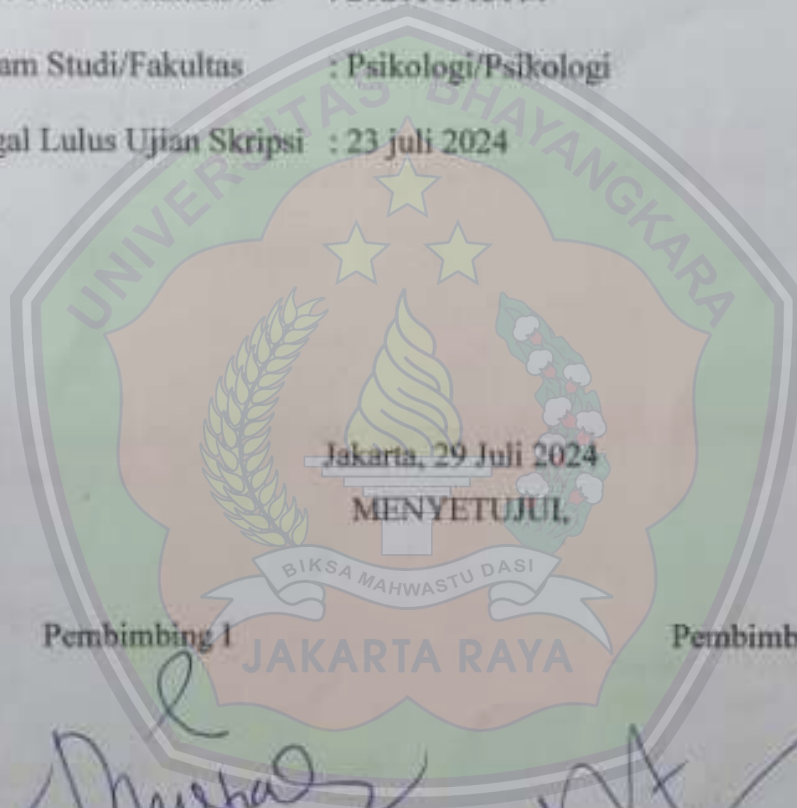 am Studi/Fakultas : Psikologi/Psikologi
gal Lulus Ujian Skripsi : 23 juli 2024
UNIVERSITAS BHAYANGKARA
Jakarta, 29 Juli 2024
MENYETUJUI,
BIKSA MAHWASTU DASI
Pembimbing I Pembimb
JAKARTA RAYA